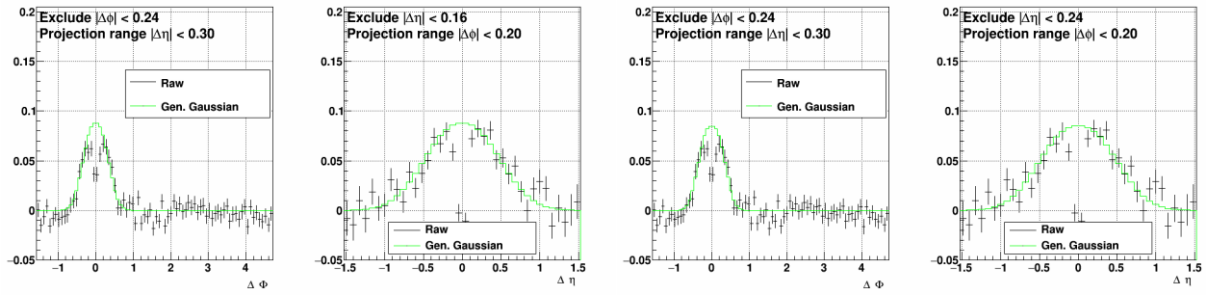 Exclude |Δϕ| < 0.24
Projection range |Δη| < 0.30
0.2
0.15
0.1
0.05
0
−0.05
Raw
Gen. Gaussian
−1 0 1 2 3 4
Δ Φ
Exclude |Δη| < 0.16
Projection range |Δϕ| < 0.20
0.2
0.15
0.1
0.05
0
−0.05
Raw
Gen. Gaussian
−1.5 −1 −0.5 0 0.5 1 1.5
Δ η
Exclude |Δϕ| < 0.24
Projection range |Δη| < 0.30
0.2
0.15
0.1
0.05
0
−0.05
Raw
Gen. Gaussian
−1 0 1 2 3 4
Δ Φ
Exclude |Δη| < 0.24
Projection range |Δϕ| < 0.20
0.2
0.15
0.1
0.05
0
−0.05
Raw
Gen. Gaussian
−1.5 −1 −0.5 0 0.5 1 1.5
Δ η